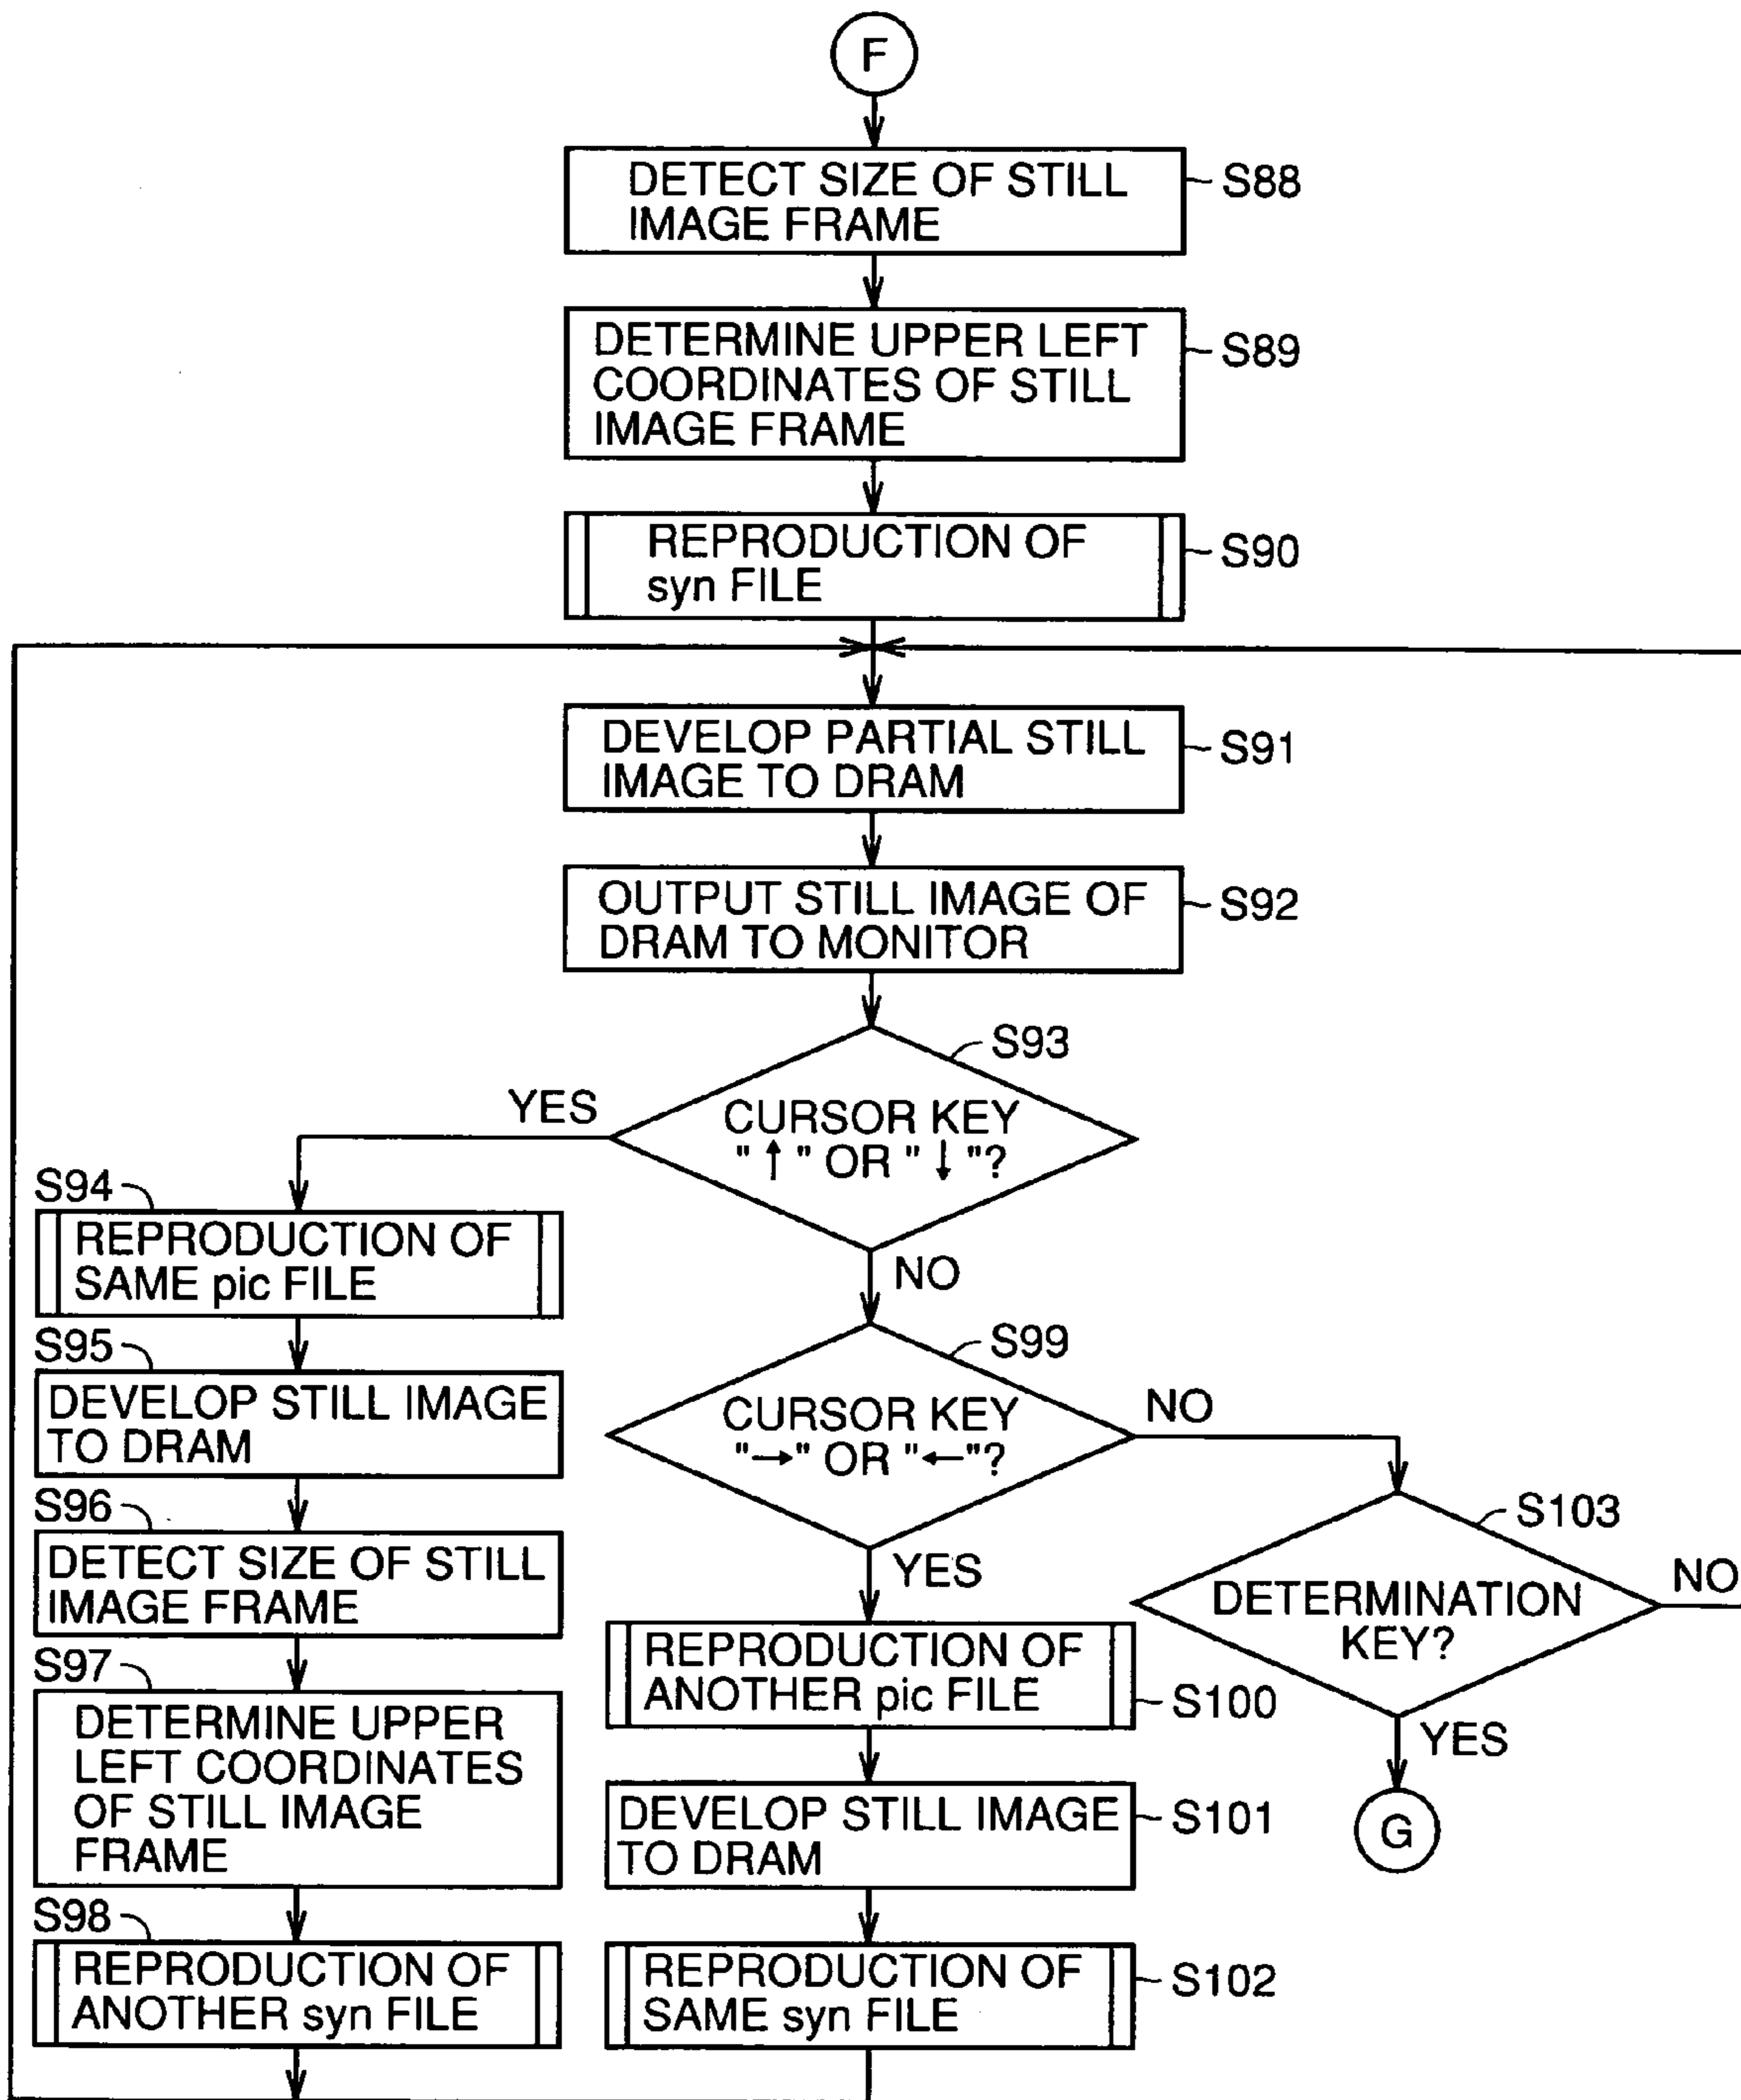 F
DETECT SIZE OF STILL
IMAGE FRAME
S88
DETERMINE UPPER LEFT
COORDINATES OF STILL
IMAGE FRAME
S89
REPRODUCTION OF
syn FILE
S90
DEVELOP PARTIAL STILL
IMAGE TO DRAM
S91
OUTPUT STILL IMAGE OF
DRAM TO MONITOR
S92
S93
CURSOR KEY
"↑" OR "↓"?
YES
NO
S94
REPRODUCTION OF
SAME pic FILE
S95
DEVELOP STILL IMAGE
TO DRAM
S96
DETECT SIZE OF STILL
IMAGE FRAME
S97
DETERMINE UPPER
LEFT COORDINATES
OF STILL IMAGE
FRAME
S98
REPRODUCTION OF
ANOTHER syn FILE
S99
CURSOR KEY
"→" OR "←"?
NO
YES
REPRODUCTION OF
ANOTHER pic FILE
S100
DEVELOP STILL IMAGE
TO DRAM
S101
REPRODUCTION OF
SAME syn FILE
S102
S103
DETERMINATION
KEY?
NO
YES
G